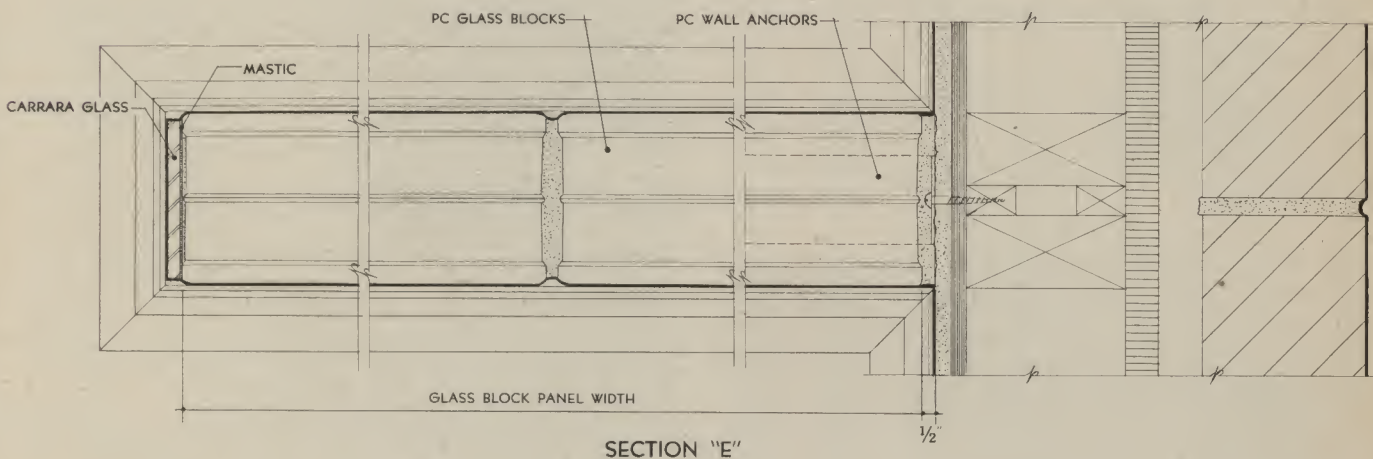 PC GLASS BLOCKS
PC WALL ANCHORS
MASTIC
CARRARA GLASS
GLASS BLOCK PANEL WIDTH
1/2"
SECTION "E"